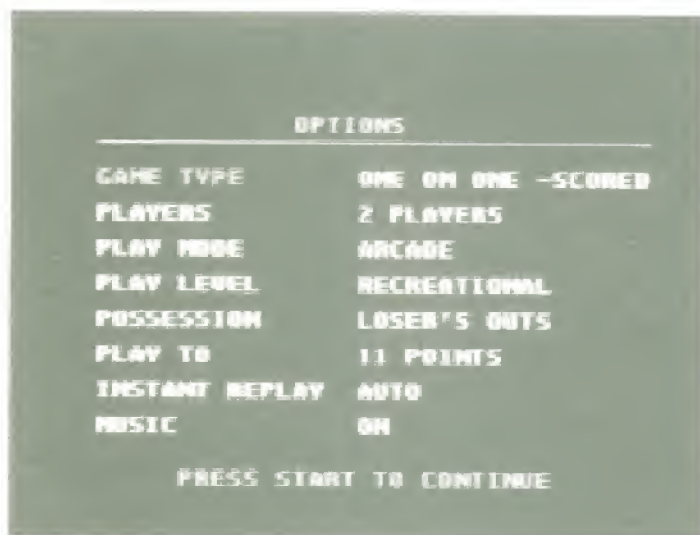 OPTIONS
GAME TYPE ONE ON ONE -SCORED
PLAYERS 2 PLAYERS
PLAY MODE ARCADE
PLAY LEVEL RECREATIONAL
POSSESSION LOSER'S OUTS
PLAY TO 11 POINTS
INSTANT REPLAY AUTO
MUSIC ON
PRESS START TO CONTINUE